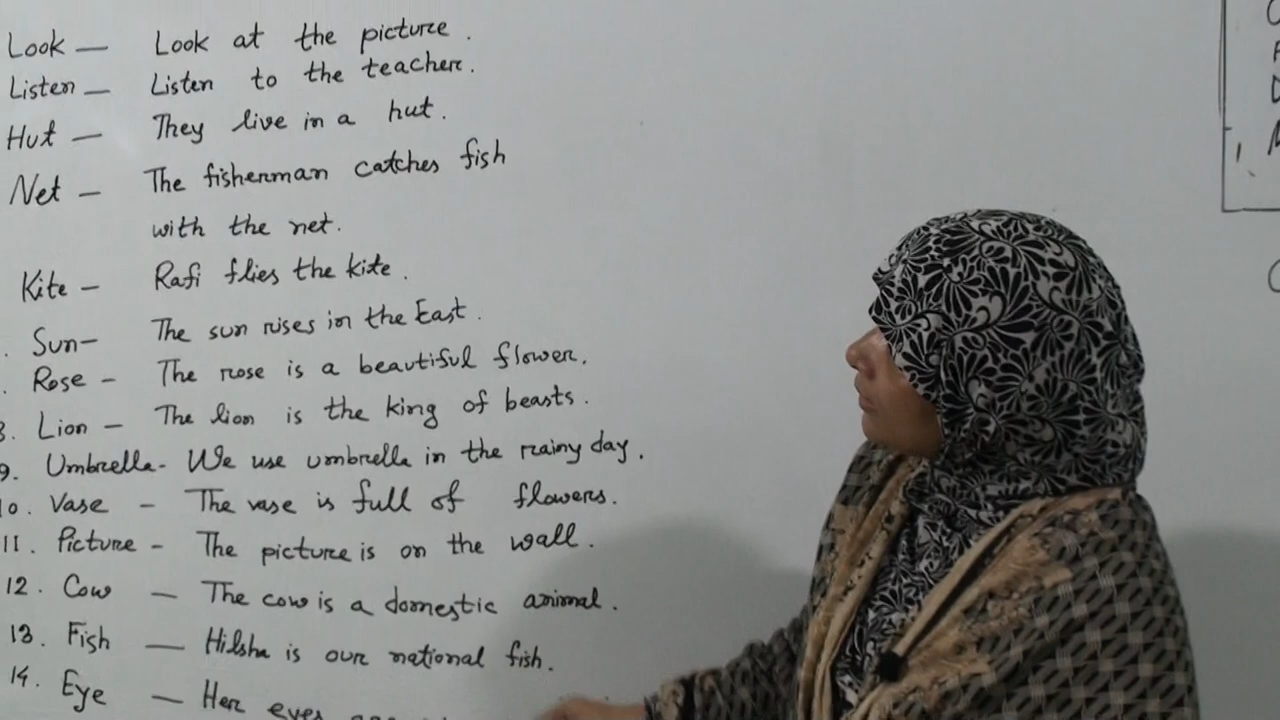 Look — Look at the picture.
Listen — Listen to the teacher.
Hut — They live in a hut.
Net — The fisherman catches fish
with the net.
Kite — Rafi flies the kite.
. Sun — The sun rises in the East.
. Rose — The rose is a beautiful flower.
8. Lion — The lion is the king of beasts.
9. Umbrella - We use umbrella in the rainy day.
10. Vase — The vase is full of flowers.
11. Picture - The picture is on the wall.
12. Cow — The cow is a domestic animal.
13. Fish — Hilsha is our national fish.
14. Eye — Her eyes